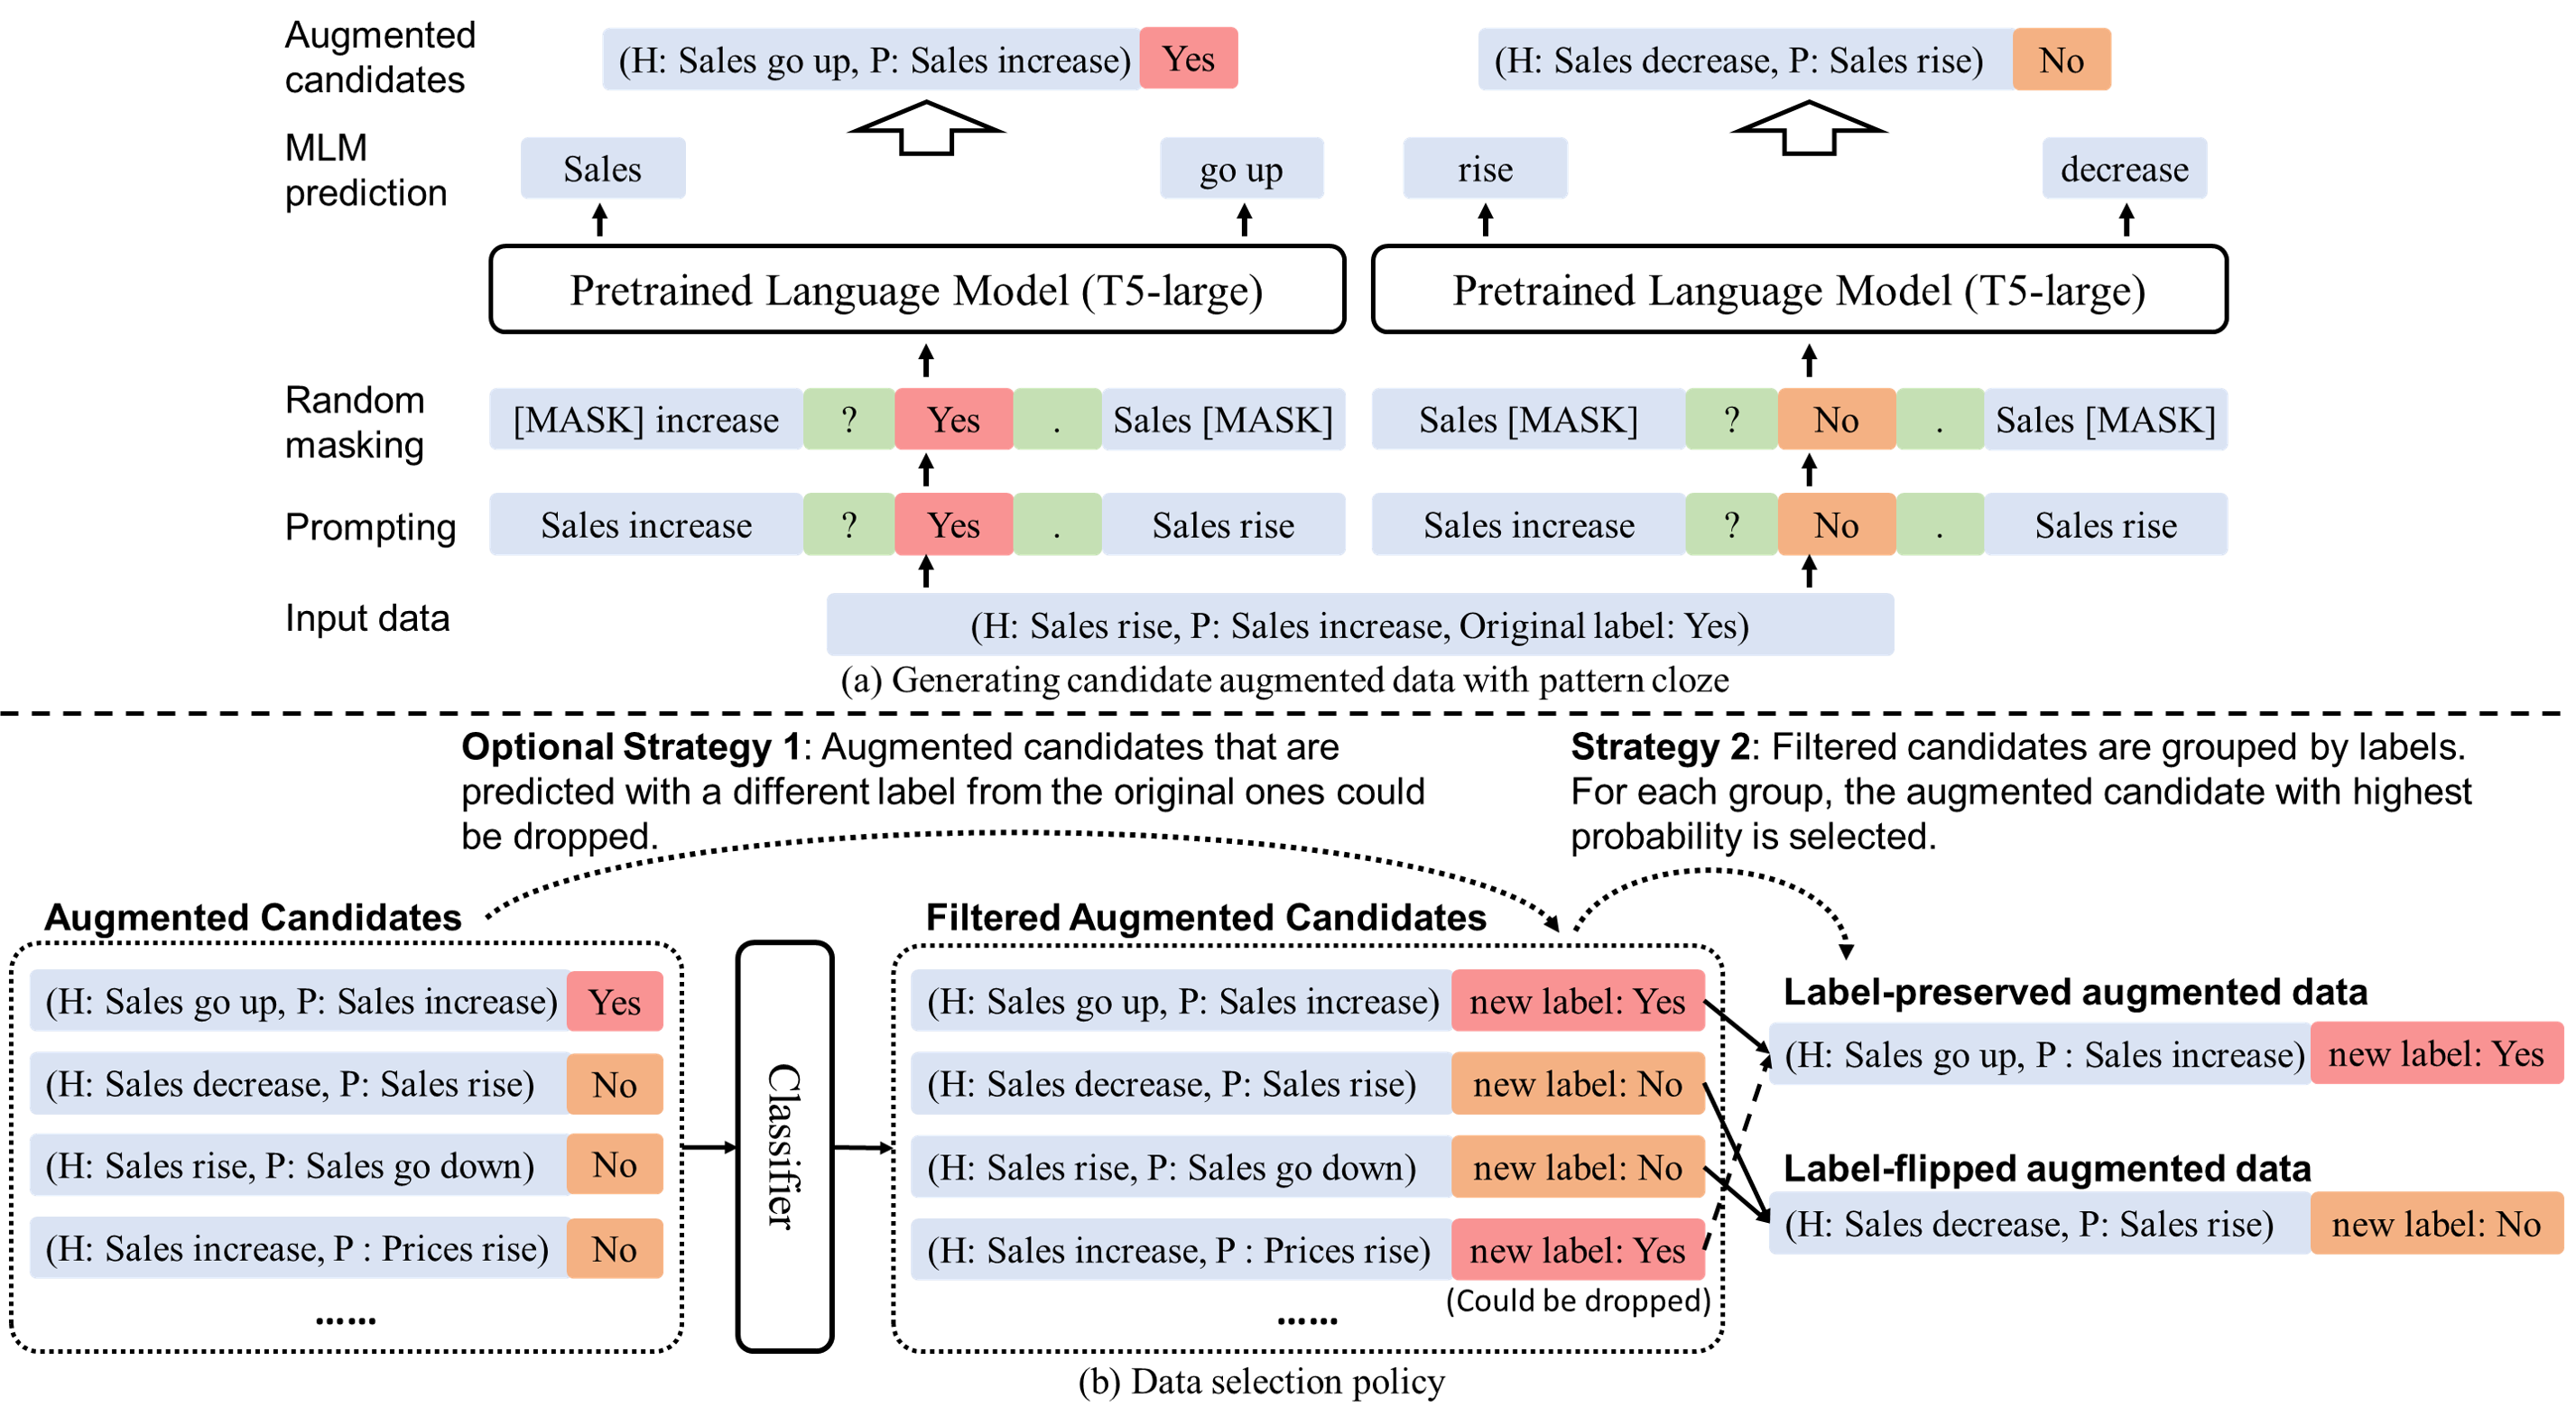 Augmented
candidates
(H: Sales go up, P: Sales increase) Yes
(H: Sales decrease, P: Sales rise) No
MLM
prediction
Sales
go up
rise
decrease
Pretrained Language Model (T5-large)
Pretrained Language Model (T5-large)
Random
masking
[MASK] increase ? Yes . Sales [MASK]
Sales [MASK] ? No . Sales [MASK]
Prompting
Sales increase ? Yes . Sales rise
Sales increase ? No . Sales rise
Input data
(H: Sales rise, P: Sales increase, Original label: Yes)
(a) Generating candidate augmented data with pattern cloze
Optional Strategy 1: Augmented candidates that are
predicted with a different label from the original ones could
be dropped.
Strategy 2: Filtered candidates are grouped by labels.
For each group, the augmented candidate with highest
probability is selected.
Augmented Candidates
(H: Sales go up, P: Sales increase) Yes
(H: Sales decrease, P: Sales rise) No
(H: Sales rise, P: Sales go down) No
(H: Sales increase, P : Prices rise) No
......
Classifier
Filtered Augmented Candidates
(H: Sales go up, P: Sales increase) new label: Yes
(H: Sales decrease, P: Sales rise) new label: No
(H: Sales rise, P: Sales go down) new label: No
(H: Sales increase, P : Prices rise) new label: Yes
(Could be dropped)
......
Label-preserved augmented data
(H: Sales go up, P : Sales increase) new label: Yes
Label-flipped augmented data
(H: Sales decrease, P: Sales rise) new label: No
(b) Data selection policy